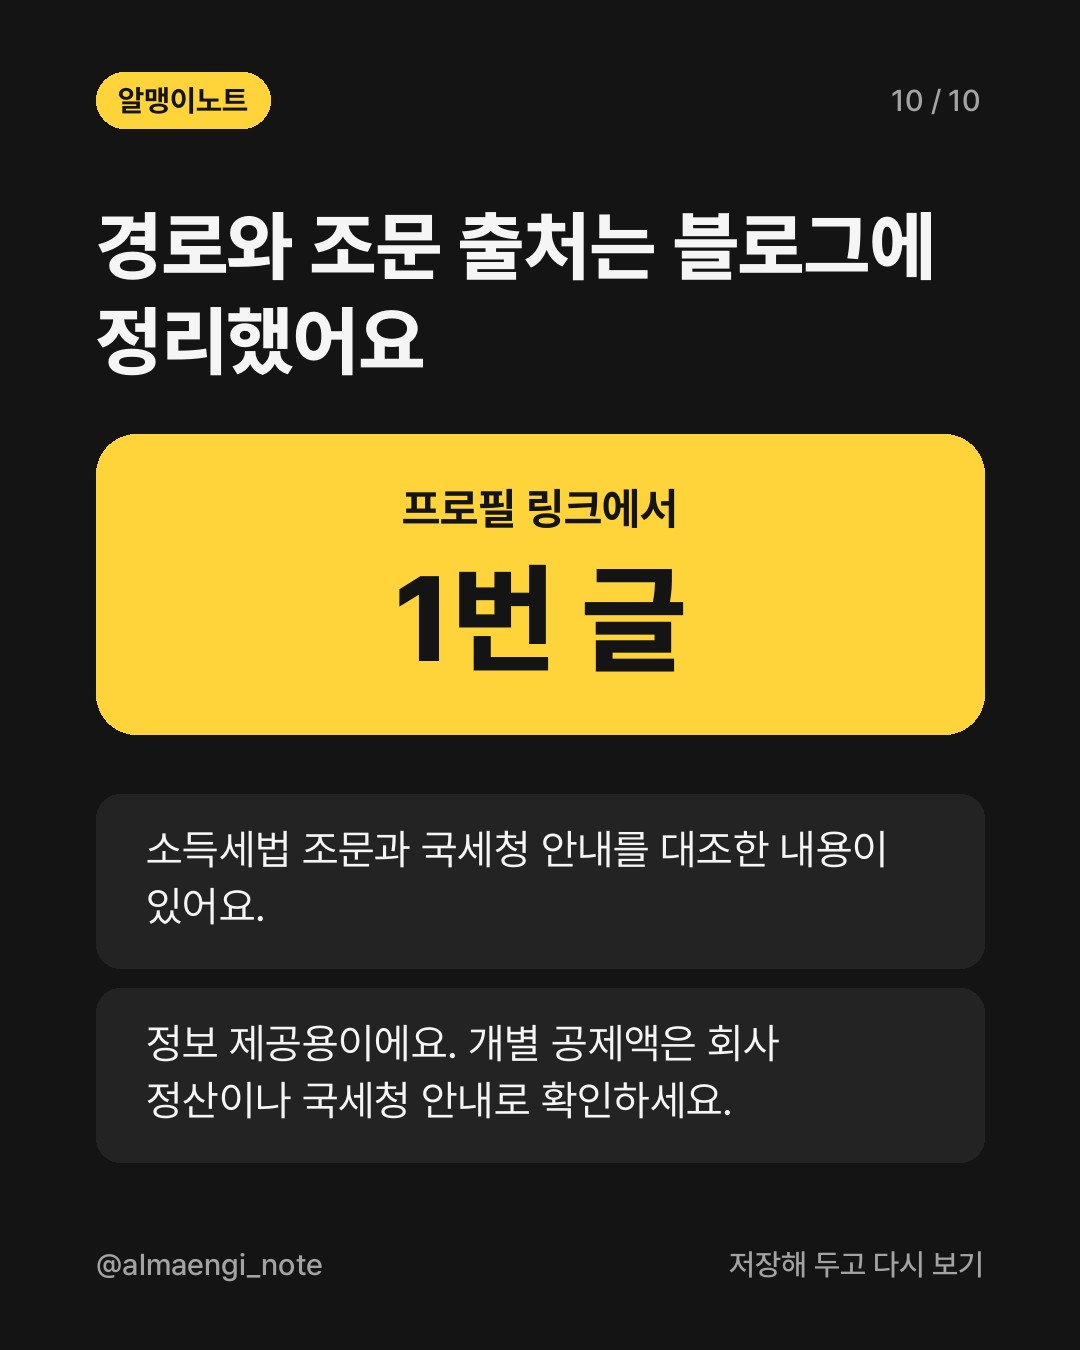 알맹이노트
10 / 10
경로와 조문 출처는 블로그에
정리했어요
프로필 링크에서
1번 글
소득세법 조문과 국세청 안내를 대조한 내용이
있어요.
정보 제공용이에요. 개별 공제액은 회사
정산이나 국세청 안내로 확인하세요.
@almaengi_note
저장해 두고 다시 보기